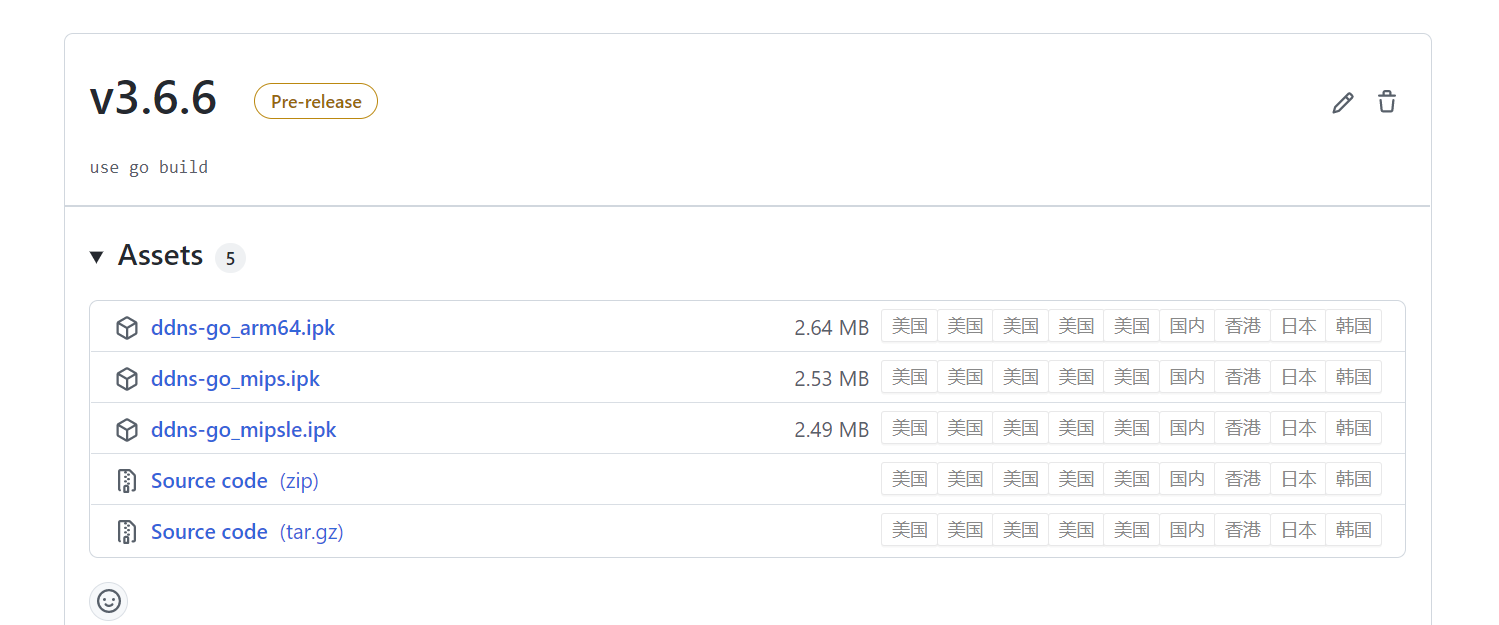 v3.6.6 Pre-release
use go build
Assets 5
ddns-go_arm64.ipk 2.64 MB 美国 美国 美国 美国 美国 国内 香港 日本 韩国
ddns-go_mips.ipk 2.53 MB 美国 美国 美国 美国 美国 国内 香港 日本 韩国
ddns-go_mipsle.ipk 2.49 MB 美国 美国 美国 美国 美国 国内 香港 日本 韩国
Source code (zip) 美国 美国 美国 美国 美国 国内 香港 日本 韩国
Source code (tar.gz) 美国 美国 美国 美国 美国 国内 香港 日本 韩国